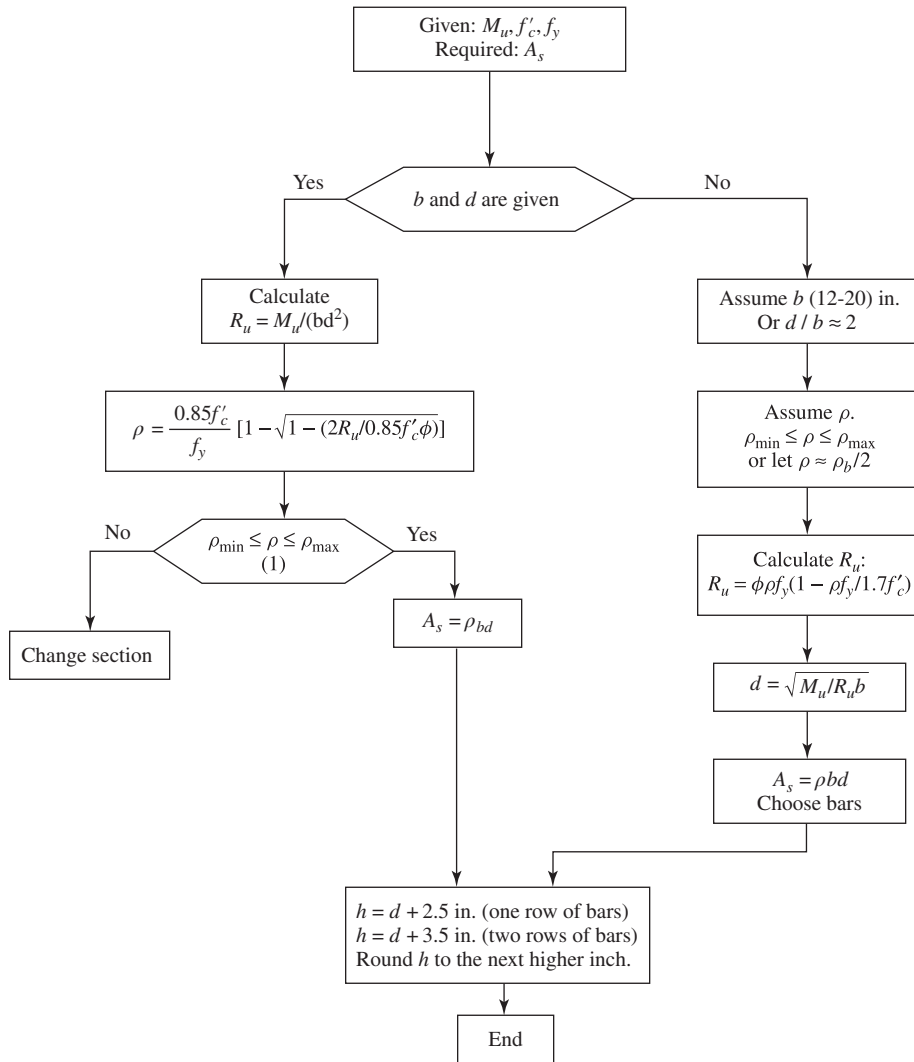 Given: M_u, f′_c, f_y
Required: A_s
Yes
b and d are given
No
Calculate
R_u = M_u/(bd²)
ρ = 0.85f′_c / f_y [1 − √(1 − (2R_u/0.85f′_cϕ))]
No
ρ_min ≤ ρ ≤ ρ_max
(1)
Yes
Change section
A_s = ρ_bd
Assume b (12-20) in.
Or d / b ≈ 2
Assume ρ.
ρ_min ≤ ρ ≤ ρ_max
or let ρ ≈ ρ_b/2
Calculate R_u:
R_u = ϕρf_y(1 − ρf_y/1.7f′_c)
d = √(M_u/R_ub)
A_s = ρbd
Choose bars
h = d + 2.5 in. (one row of bars)
h = d + 3.5 in. (two rows of bars)
Round h to the next higher inch.
End